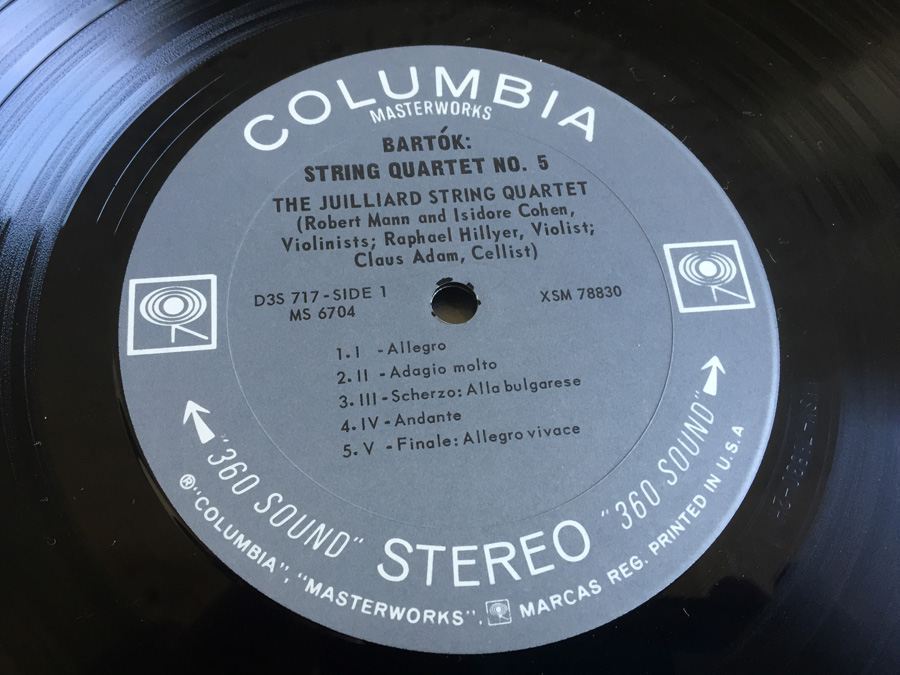 COLUMBIA
MASTERWORKS
BARTÓK:
STRING QUARTET NO. 5
THE JUILLIARD STRING QUARTET
(Robert Mann and Isidore Cohen,
Violinists; Raphael Hillyer, Violist;
Claus Adam, Cellist)
D3S 717-SIDE 1
MS 6704
XSM 78830
1. I - Allegro
2. II - Adagio molto
3. III - Scherzo: Alla bulgarese
4. IV - Andante
5. V - Finale: Allegro vivace
"360 SOUND" STEREO "360 SOUND"
®"COLUMBIA", "MASTERWORKS", MARCAS REG. PRINTED IN U.S.A